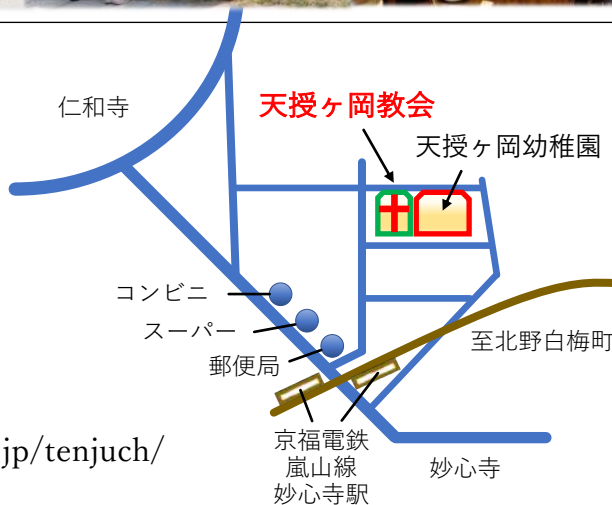 仁和寺
天授ヶ岡教会
天授ヶ岡幼稚園
コンビニ
スーパー
郵便局
至北野白梅町
京福電鉄
嵐山線
妙心寺駅
妙心寺
jp/tenjuch/